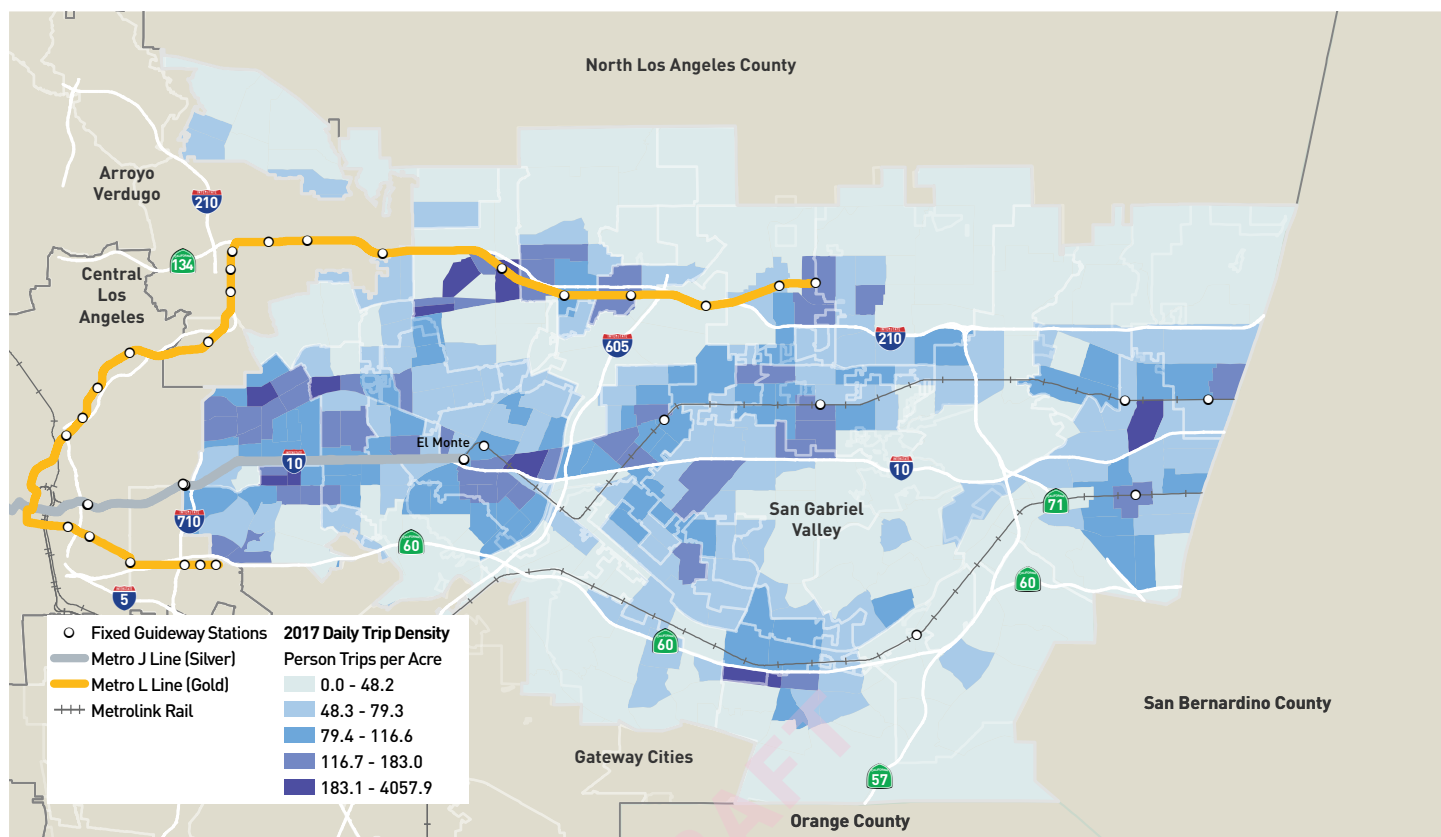 North Los Angeles County
Arroyo
Verdugo
210
134
Central
Los
Angeles
605
210
El Monte
10
10
San Gabriel
Valley
71
710
60
60
5
60
San Bernardino County
Gateway Cities
57
Orange County
Fixed Guideway Stations
Metro J Line (Silver)
Metro L Line (Gold)
Metrolink Rail
2017 Daily Trip Density
Person Trips per Acre
0.0 - 48.2
48.3 - 79.3
79.4 - 116.6
116.7 - 183.0
183.1 - 4057.9